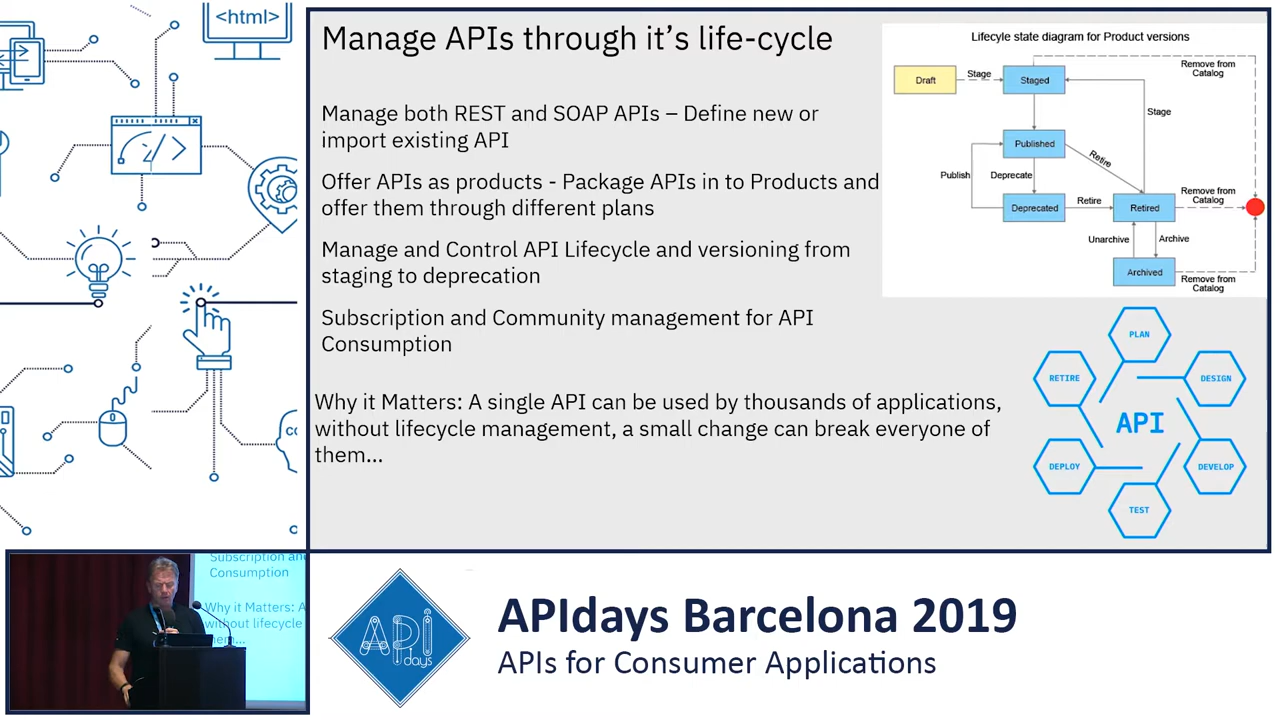 <html>
Manage APIs through it's life-cycle
Manage both REST and SOAP APIs – Define new or
import existing API
Offer APIs as products - Package APIs in to Products and
offer them through different plans
Manage and Control API Lifecycle and versioning from
staging to deprecation
Subscription and Community management for API
Consumption
Why it Matters: A single API can be used by thousands of applications,
without lifecycle management, a small change can break everyone of
them...
Lifecyle state diagram for Product versions
Draft
Stage
Staged
Remove from
Catalog
Stage
Published
Retire
Publish
Deprecate
Deprecated
Retire
Retired
Remove from
Catalog
Unarchive
Archive
Archived
Remove from
Catalog
PLAN
RETIRE
DESIGN
API
DEPLOY
DEVELOP
TEST
Subscription an
Consumption
Why it Matters: A
without lifecycle
them...
API
days
APIdays Barcelona 2019
APIs for Consumer Applications